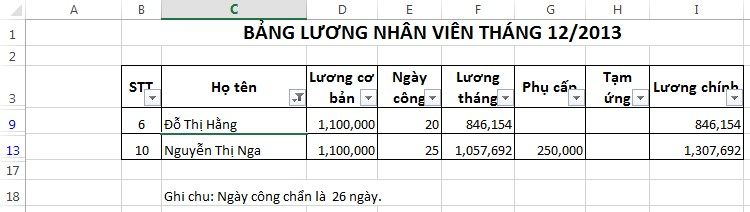 A B C D E F G H I
1 BẢNG LƯƠNG NHÂN VIÊN THÁNG 12/2013
2
3 STT Họ tên Lương cơ bản Ngày công Lương tháng Phụ cấp Tạm ứng Lương chính
9 6 Đỗ Thị Hằng 1,100,000 20 846,154 846,154
13 10 Nguyễn Thị Nga 1,100,000 25 1,057,692 250,000 1,307,692
17
18 Ghi chu: Ngày công chẩn là 26 ngày.